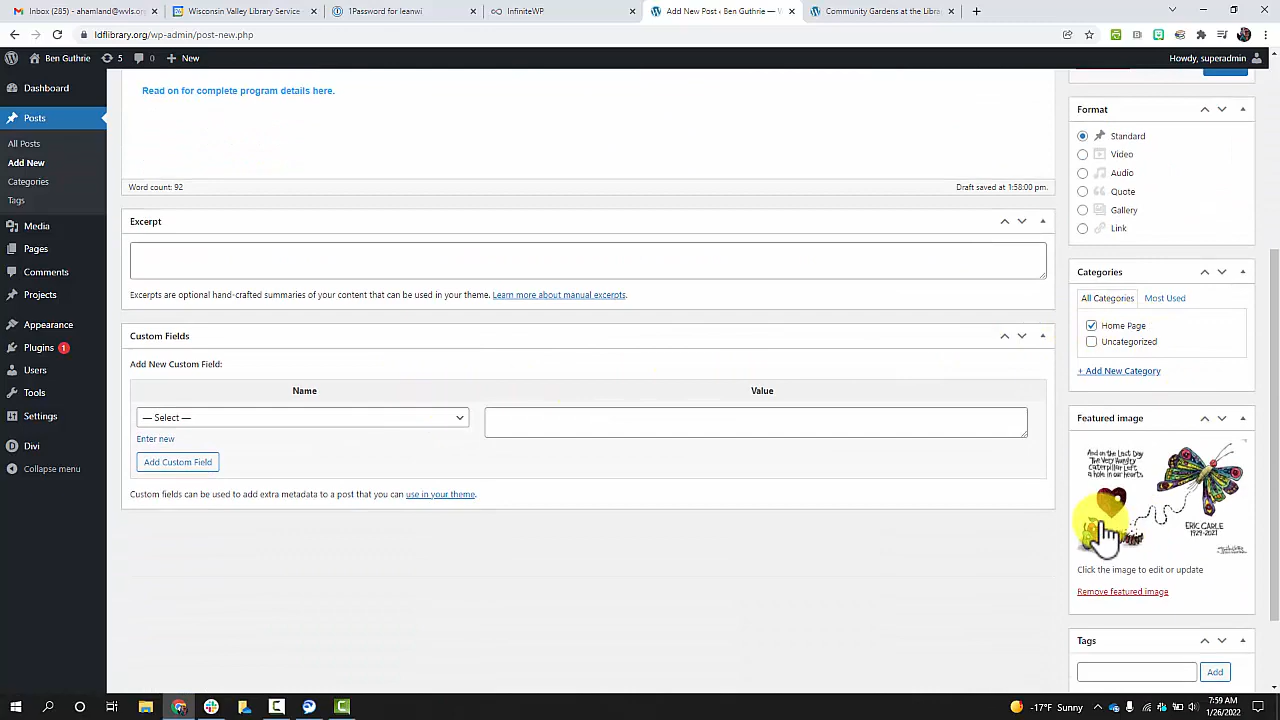 Inbox (285) - ahamland@wvls.org
Wisconsin Valley Library Service
1Password for leanwi
InfiniteWP
Add New Post ‹ Ben Guthrie — W
Community Gardens at the Librar
ldflibrary.org/wp-admin/post-new.php
Ben Guthrie
5
0
New
Howdy, superadmin
Dashboard
Posts
All Posts
Add New
Categories
Tags
Media
Pages
Comments
Projects
Appearance
Plugins 1
Users
Tools
Settings
Divi
Collapse menu
Read on for complete program details here.
Word count: 92
Draft saved at 1:58:00 pm.
Excerpt
Excerpts are optional hand-crafted summaries of your content that can be used in your theme. Learn more about manual excerpts.
Custom Fields
Add New Custom Field:
Name
Value
— Select —
Enter new
Add Custom Field
Custom fields can be used to add extra metadata to a post that you can use in your theme.
Format
Standard
Video
Audio
Quote
Gallery
Link
Categories
All Categories
Most Used
Home Page
Uncategorized
+ Add New Category
Featured image
And on the Last Day
The Very Hungry
Caterpillar Left
a hole in our hearts
ERIC CARLE
1929-2021
Click the image to edit or update
Remove featured image
Tags
Add
-17°F Sunny
7:59 AM
1/26/2022